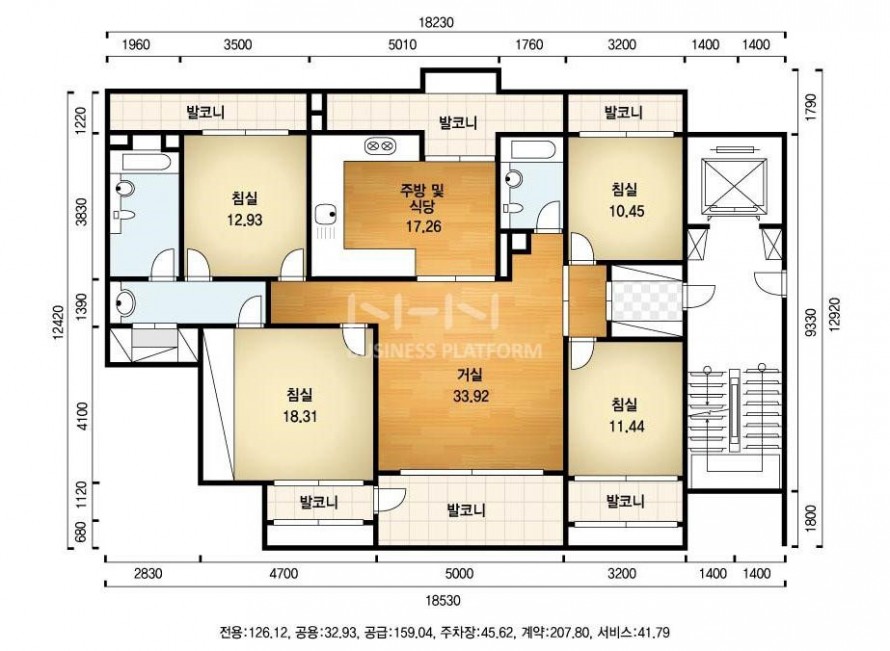 18230
1960 3500 5010 1760 3200 1400 1400
발코니 발코니 발코니
1220 1790
침실
12.93
주방 및
식당
17.26
침실
10.45
3830
12420 1390 9330 12920
N-HN
BUSINESS PLATFORM
거실
33.92
침실
18.31
침실
11.44
4100
발코니 발코니 발코니
1120
680 1800
2830 4700 5000 3200 1400 1400
18530
전용:126.12, 공용:32.93, 공급:159.04, 주차장:45.62, 계약:207.80, 서비스:41.79